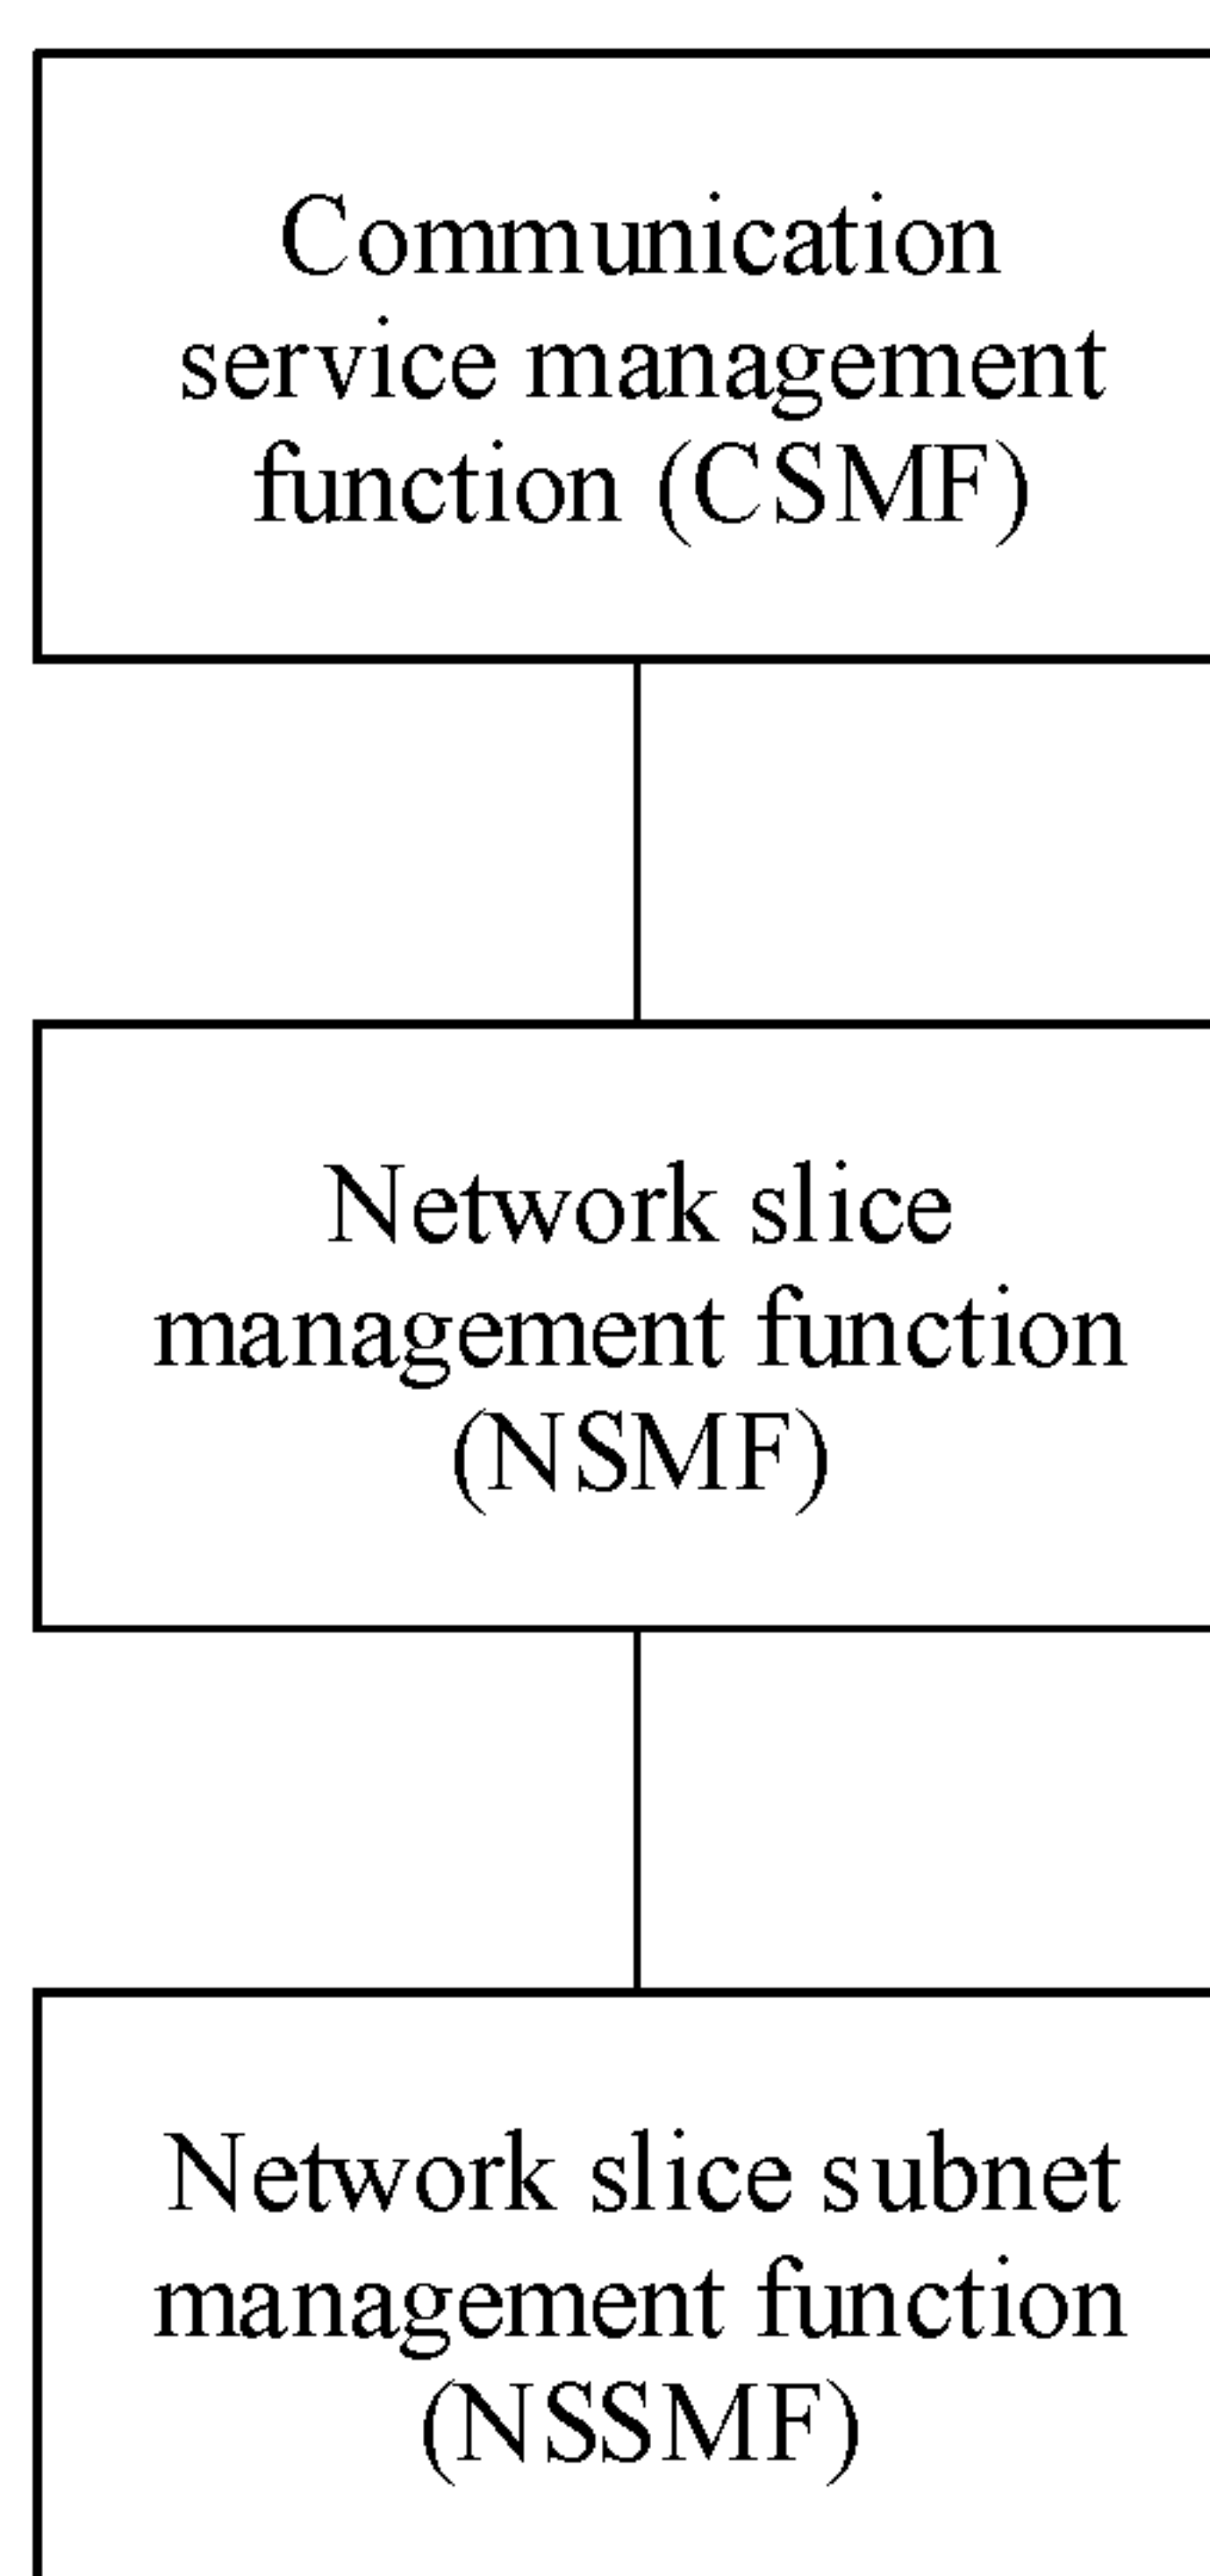 Communication
service management
function (CSMF)
Network slice
management function
(NSMF)
Network slice subnet
management function
(NSSMF)